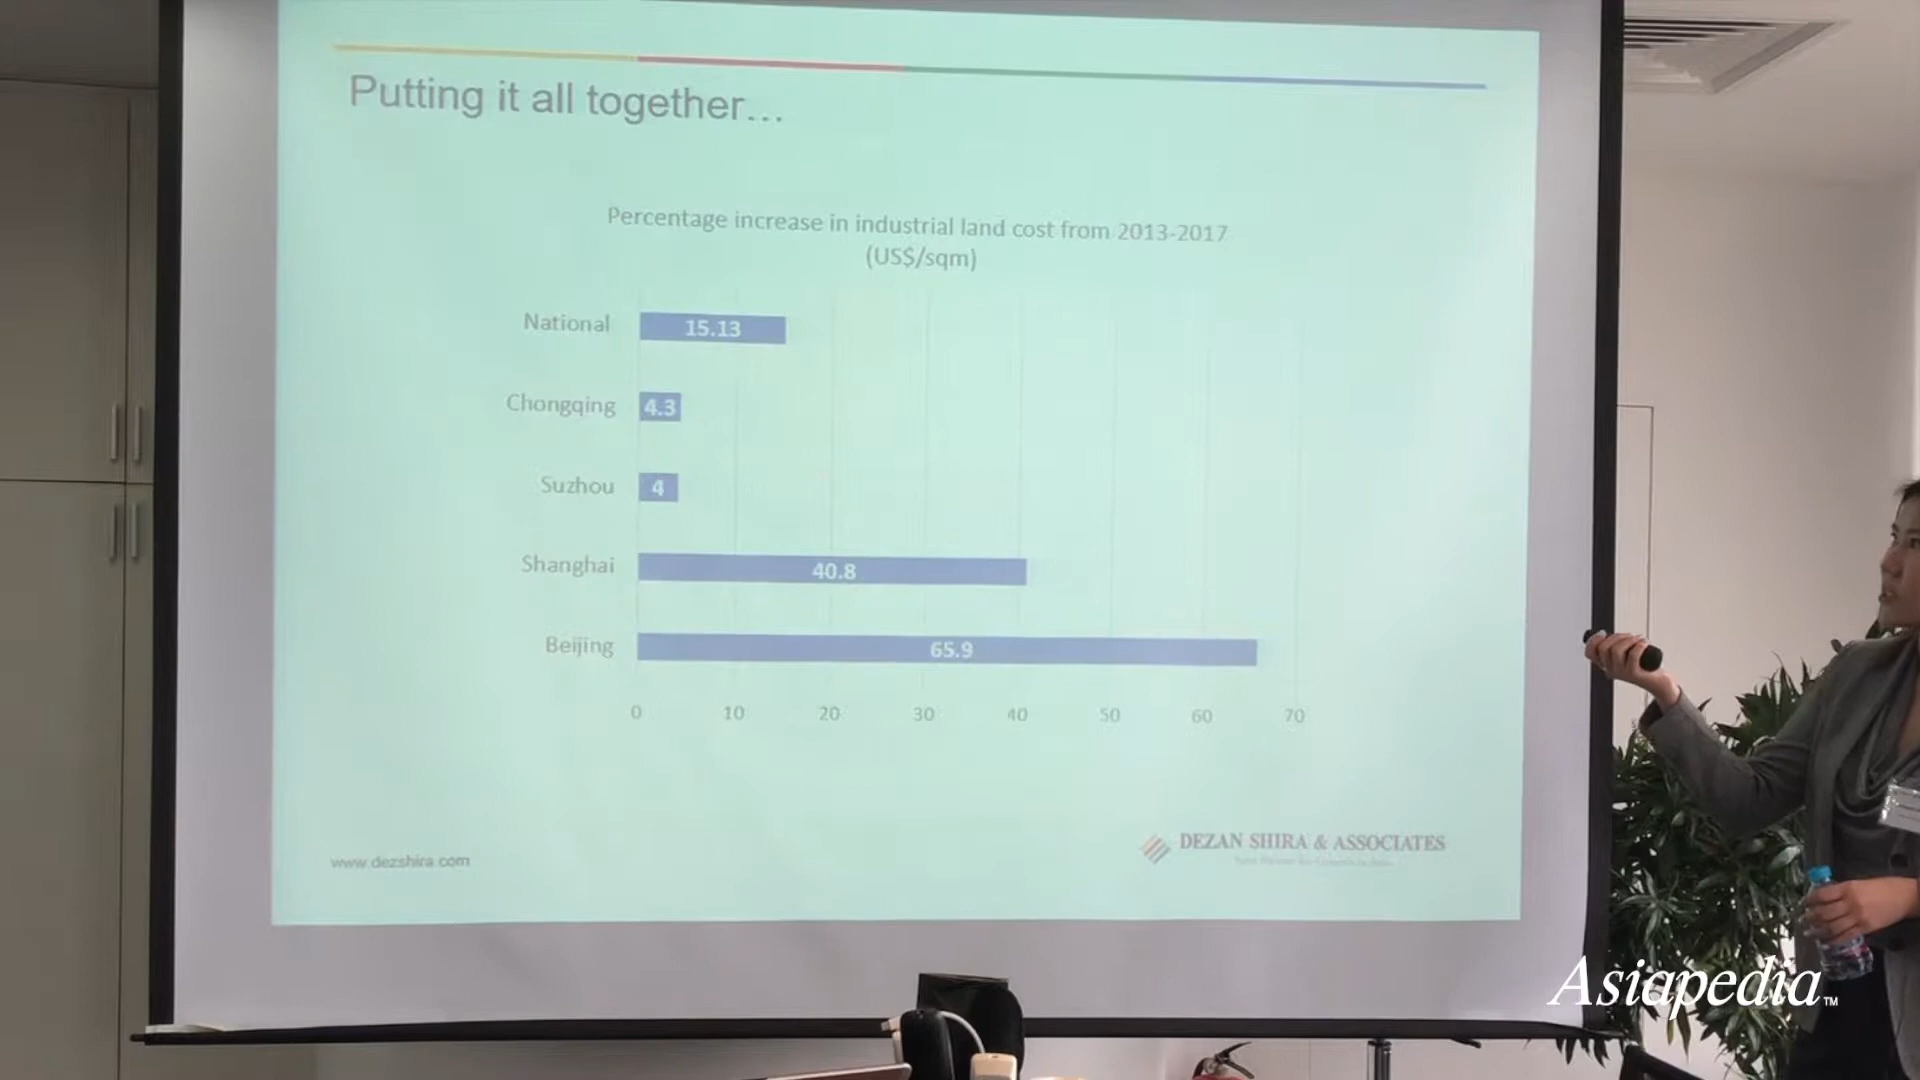 Putting it all together...
Percentage increase in industrial land cost from 2013-2017
(US$/sqm)
National 15.13
Chongqing 4.3
Suzhou 4
Shanghai 40.8
Beijing 65.9
0 10 20 30 40 50 60 70
www.dezshira.com
DEZAN SHIRA & ASSOCIATES
Asiapedia™